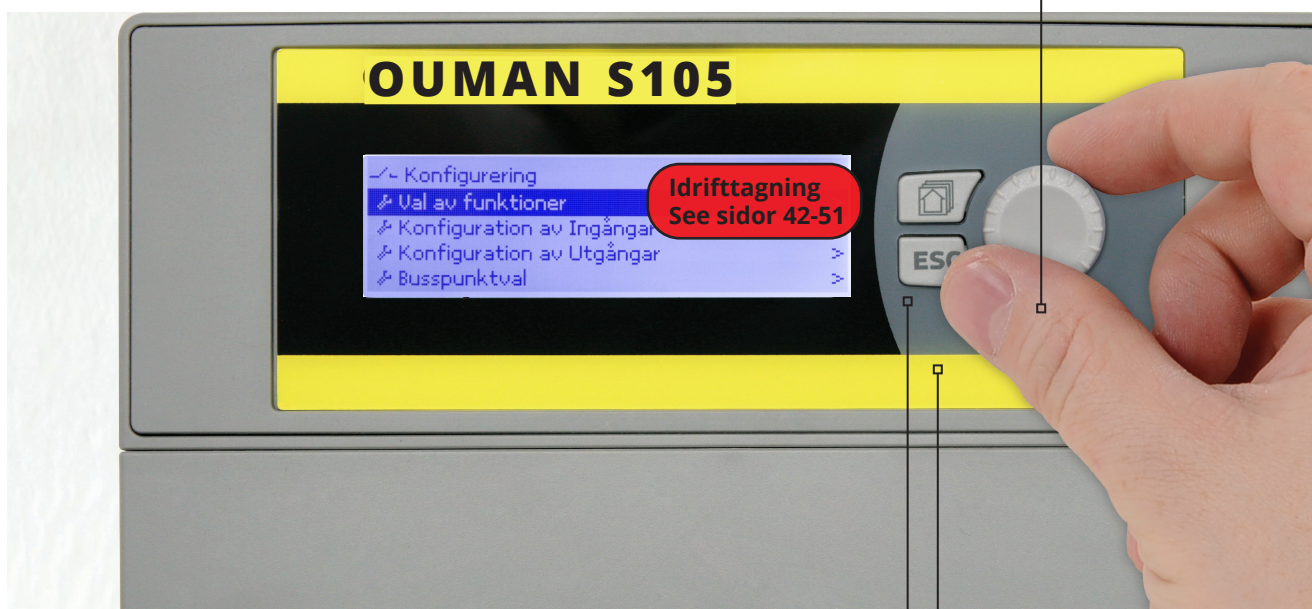 OUMAN S105
Konfigurering
Val av funktioner
Idrifttagning
See sidor 42-51
Konfiguration av Ingångar
Konfiguration av Utgångar >
Busspunktval >
ESC